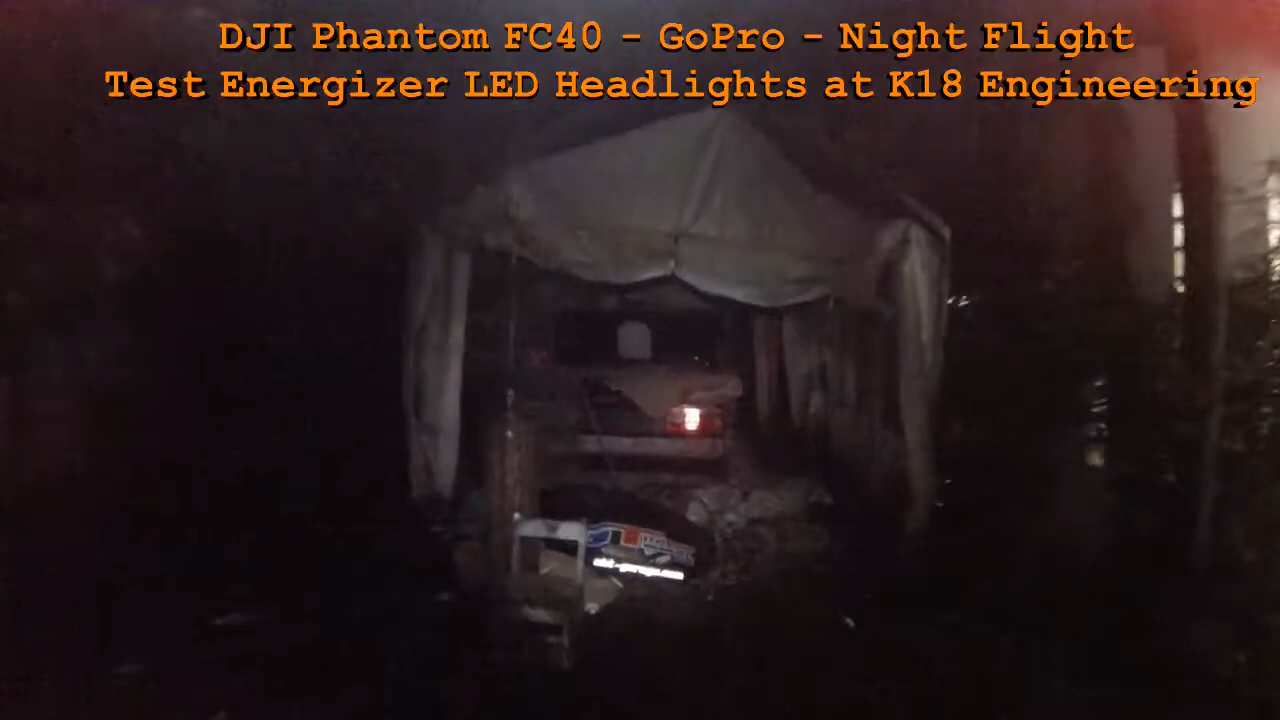 DJI Phantom FC40 - GoPro - Night Flight
Test Energizer LED Headlights at K18 Engineering